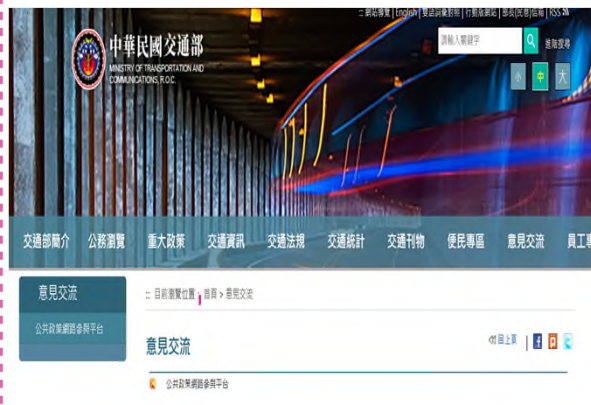 ::: 網站導覽 | English | 雙語詞彙對照 | 行動版網站 | 部長(民意)信箱 | RSS
中華民國交通部
MINISTRY OF TRANSPORTATION AND
COMMUNICATIONS, R.O.C.
請輸入關鍵字 進階搜尋
小 中 大
交通部簡介 公務瀏覽 重大政策 交通資訊 交通法規 交通統計 交通刊物 便民專區 意見交流 員工專
意見交流
公共政策網路參與平台
::: 目前瀏覽位置: 首頁 > 意見交流
意見交流
回上頁
公共政策網路參與平台